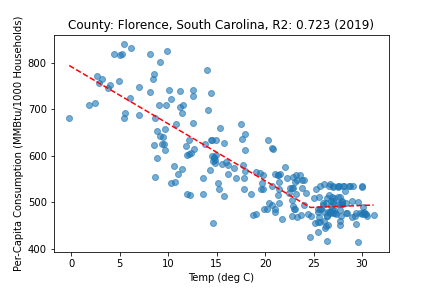 County: Florence, South Carolina, R2: 0.723 (2019)
Per-Capita Consumption (MMBtu/1000 Households)
800
700
600
500
400
0 5 10 15 20 25 30
Temp (deg C)